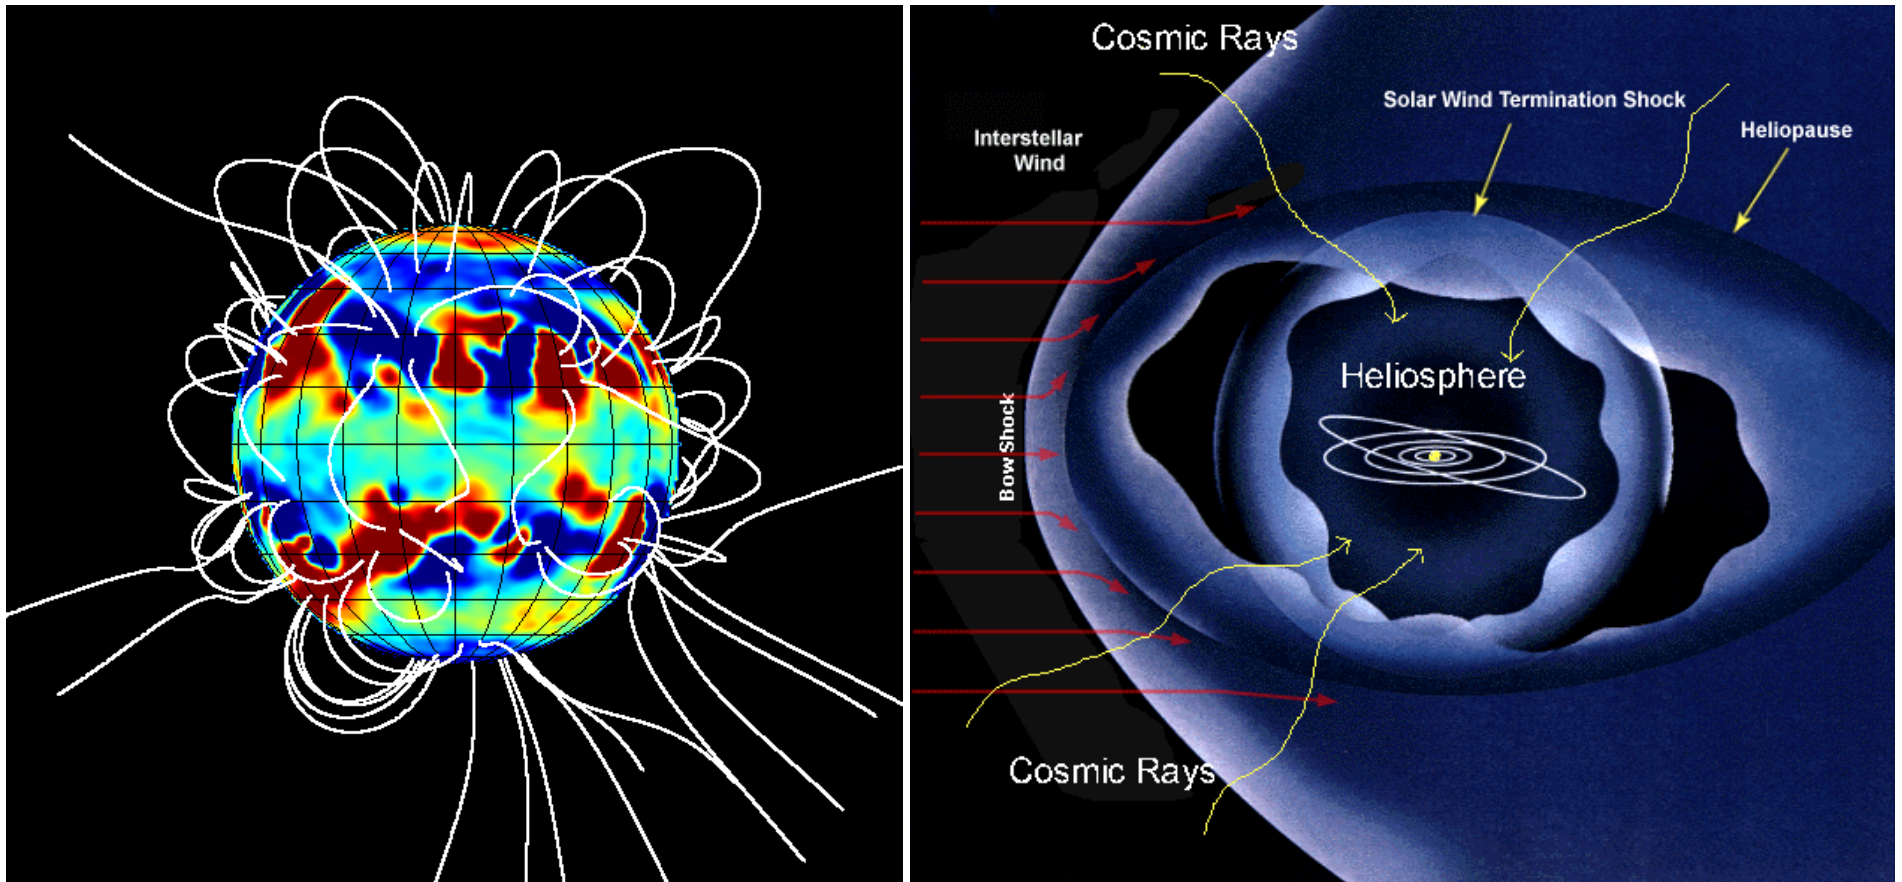 Cosmic Rays
Solar Wind Termination Shock
Heliopause
Interstellar
Wind
Heliosphere
Bow Shock
Cosmic Rays